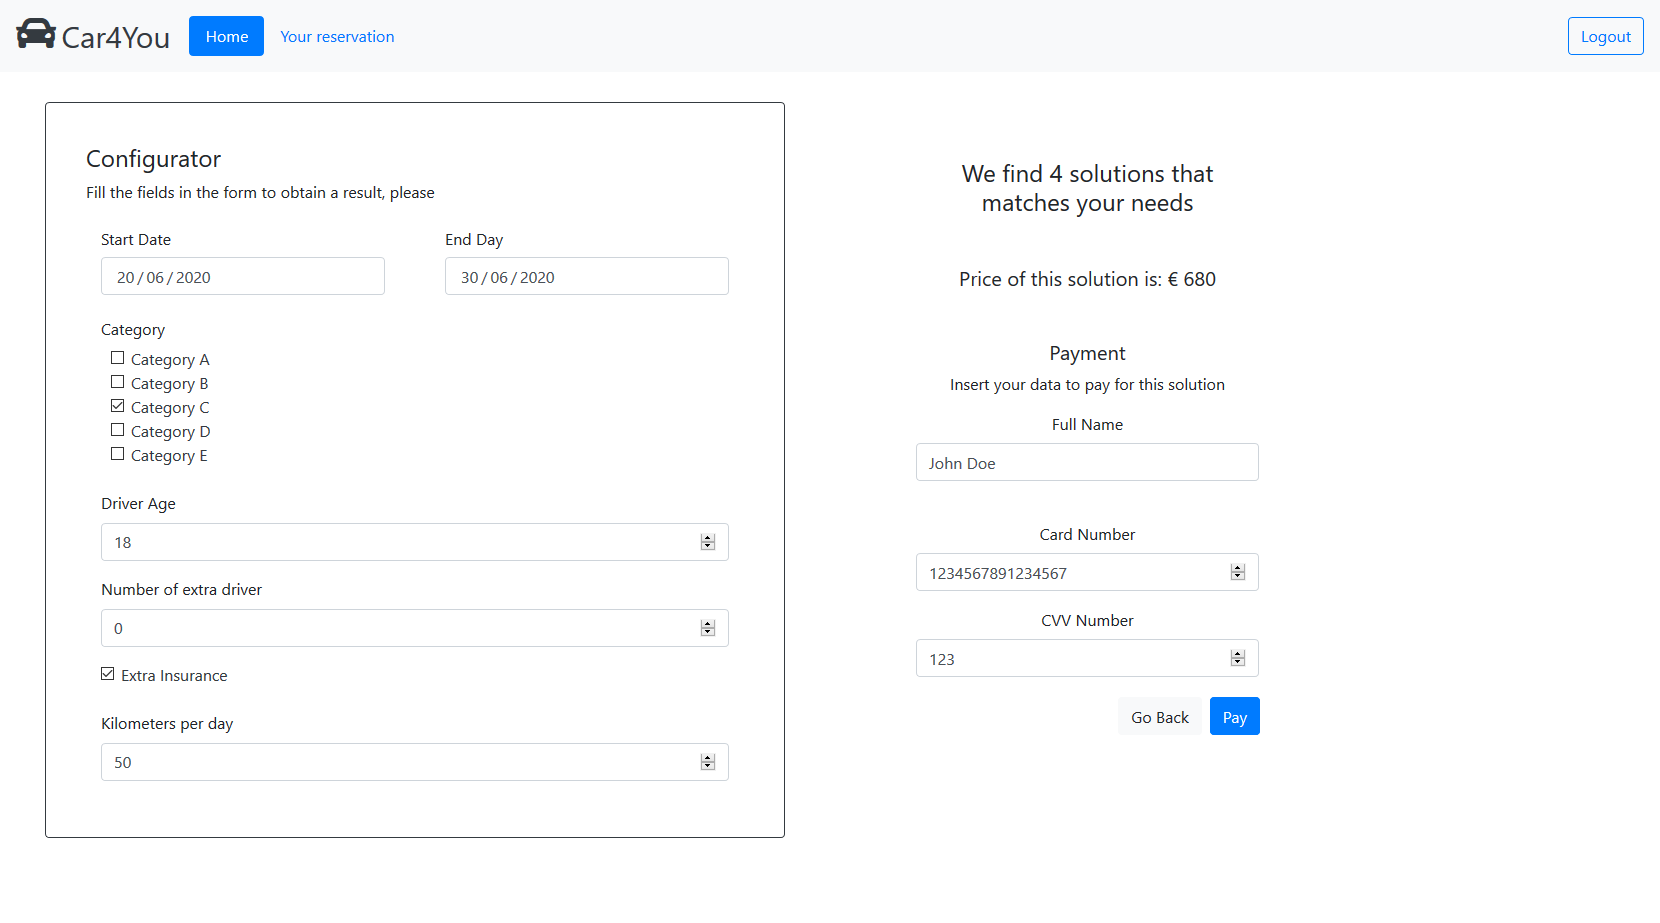 Car4You
Home
Your reservation
Logout
Configurator
Fill the fields in the form to obtain a result, please
Start Date
End Day
20/06/2020
30/06/2020
Category
Category A
Category B
Category C
Category D
Category E
Driver Age
18
Number of extra driver
0
Extra Insurance
Kilometers per day
50
We find 4 solutions that
matches your needs
Price of this solution is: € 680
Payment
Insert your data to pay for this solution
Full Name
John Doe
Card Number
1234567891234567
CVV Number
123
Go Back
Pay